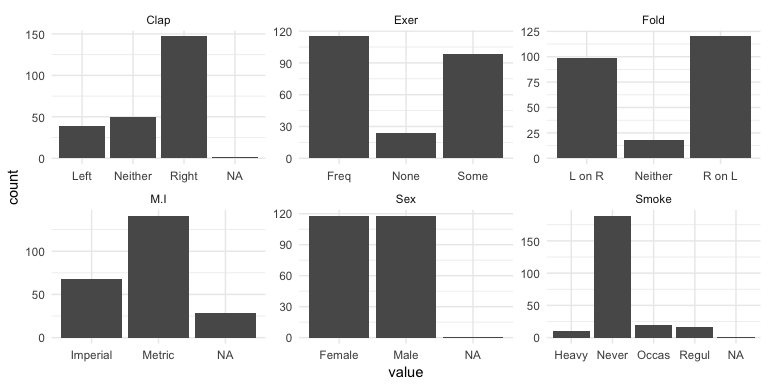 Clap
Exer
Fold
150
100
50
0
Left Neither Right NA
120
90
60
30
0
Freq None Some
125
100
75
50
25
0
L on R Neither R on L
count
M.I
Sex
Smoke
100
50
0
Imperial Metric NA
120
90
60
30
0
Female Male NA
150
100
50
0
Heavy Never Occas Regul NA
value